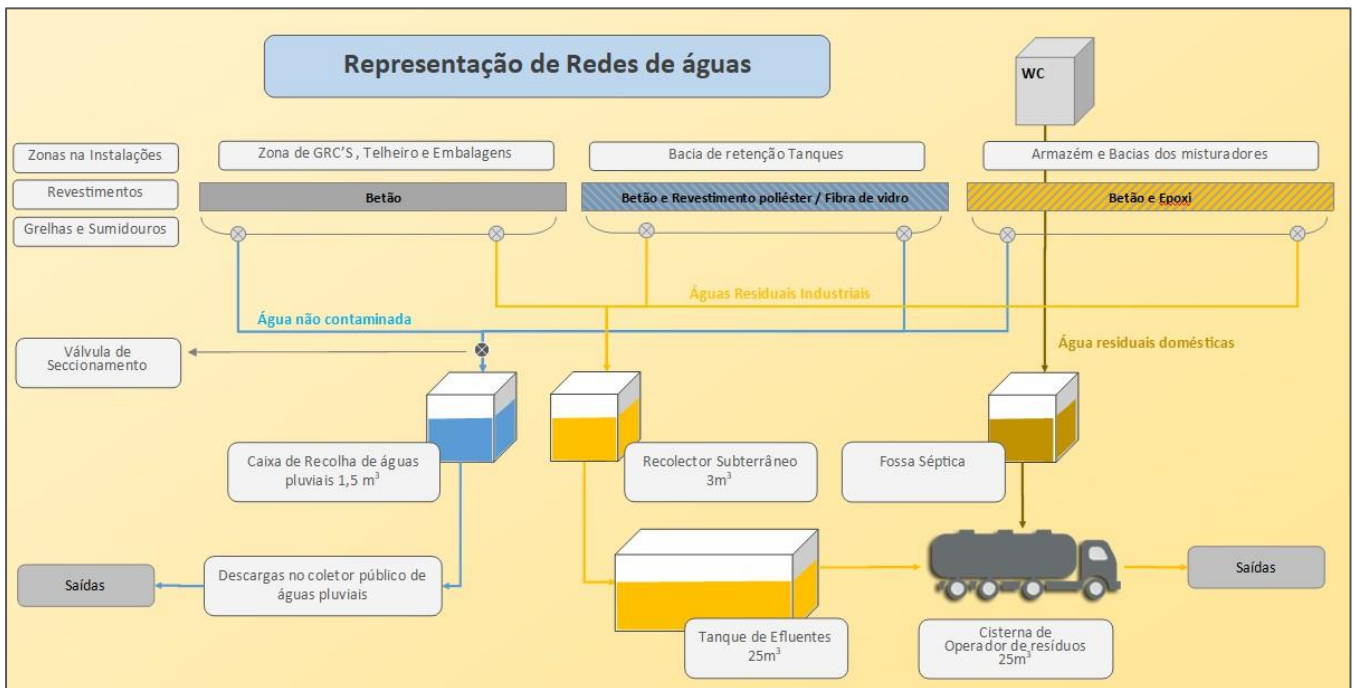 Representação de Redes de águas
WC
Zonas na Instalações
Zona de GRC'S , Telheiro e Embalagens
Bacia de retenção Tanques
Armazém e Bacias dos misturadores
Revestimentos
Betão
Betão e Revestimento poliéster / Fibra de vidro
Betão e Epoxi
Grelhas e Sumidouros
Águas Residuais Industriais
Água não contaminada
Válvula de
Seccionamento
Água residuais domésticas
Caixa de Recolha de águas
pluviais 1,5 m³
Recolector Subterrâneo
3m³
Fossa Séptica
Saídas
Descargas no coletor público de
águas pluviais
Saídas
Tanque de Efluentes
25m³
Cisterna de
Operador de resíduos
25m³